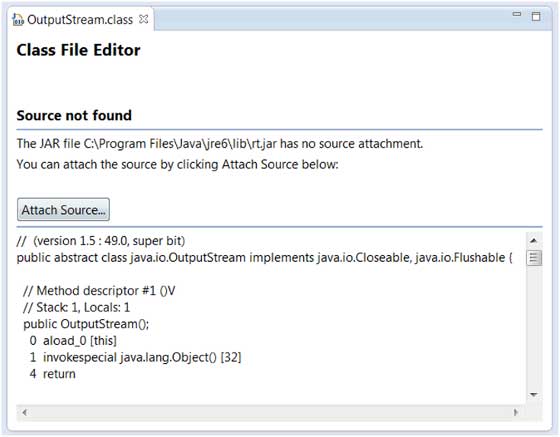 OutputStream.class
Class File Editor
Source not found
The JAR file C:\Program Files\Java\jre6\lib\rt.jar has no source attachment.
You can attach the source by clicking Attach Source below:
Attach Source...
//  (version 1.5 : 49.0, super bit)
public abstract class java.io.OutputStream implements java.io.Closeable, java.io.Flushable {
  // Method descriptor #1 ()V
  // Stack: 1, Locals: 1
  public OutputStream();
    0  aload_0 [this]
    1  invokespecial java.lang.Object() [32]
    4  return